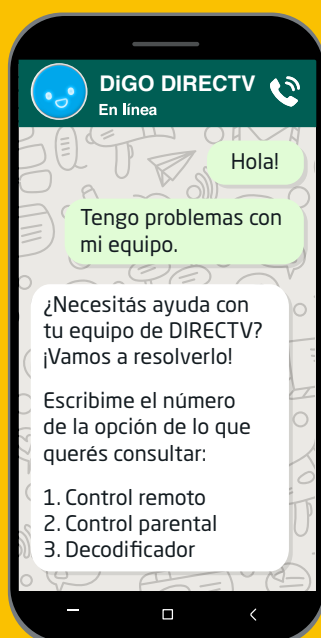 DiGO DIRECTV
En línea
Hola!
Tengo problemas con
mi equipo.
¿Necesitás ayuda con
tu equipo de DIRECTV?
¡Vamos a resolverlo!
Escribime el número
de la opción de lo que
querés consultar:
1. Control remoto
2. Control parental
3. Decodificador